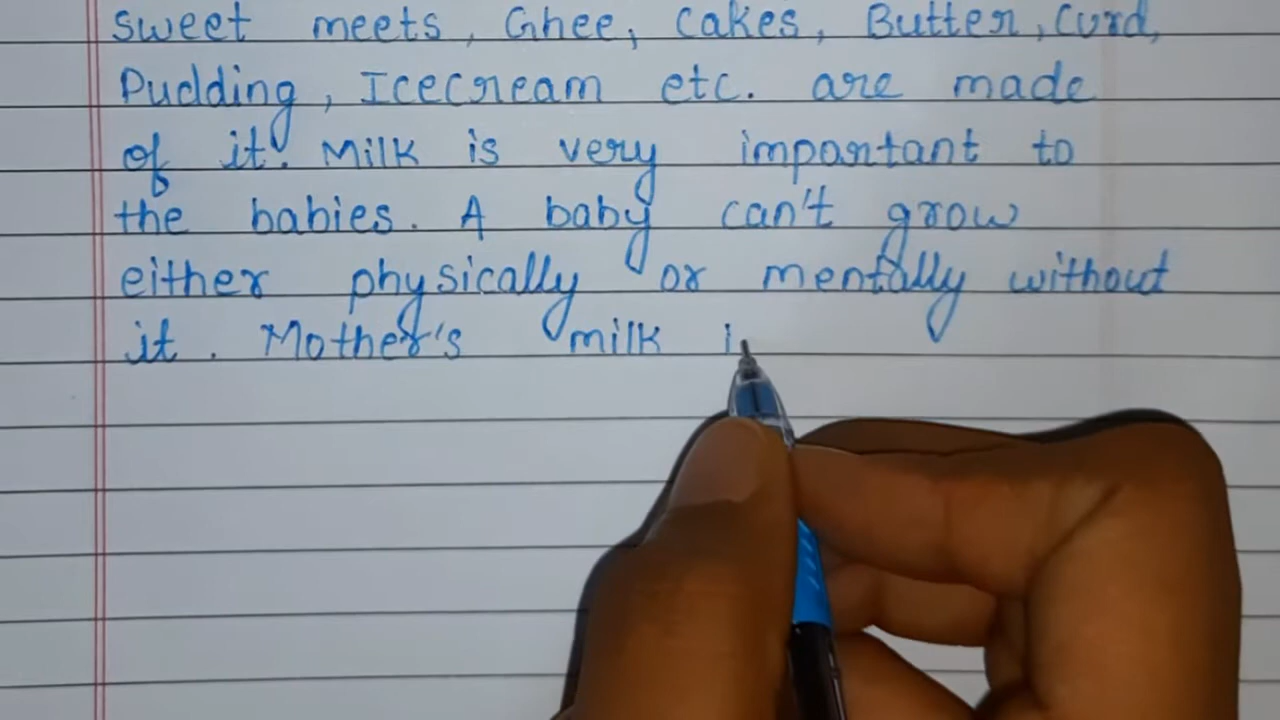 sweet meets, Ghee, Cakes, Butter, Curd,
Pudding, Icecream etc. are made
of it. Milk is very important to
the babies. A baby can't grow
either physically or mentally without
it. Mother's milk i